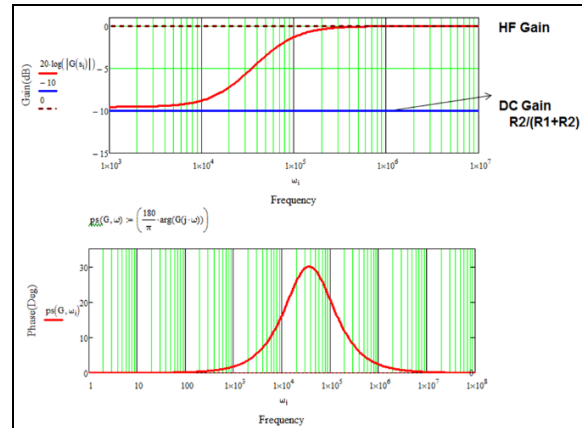 HF Gain
DC Gain
R2/(R1+R2)
Gain(dB)
20·log(|G(s_i)|)
−10
0
0
−5
−10
−15
1×10³ 1×10⁴ 1×10⁵ 1×10⁶ 1×10⁷
ω_i
Frequency
ps(G,ω) := (180/π · arg(G(j·ω)))
Phase(Deg)
ps(G,ω_i)
30
20
10
0
0
1 10 100 1×10³ 1×10⁴ 1×10⁵ 1×10⁶ 1×10⁷ 1×10⁸
ω_i
Frequency